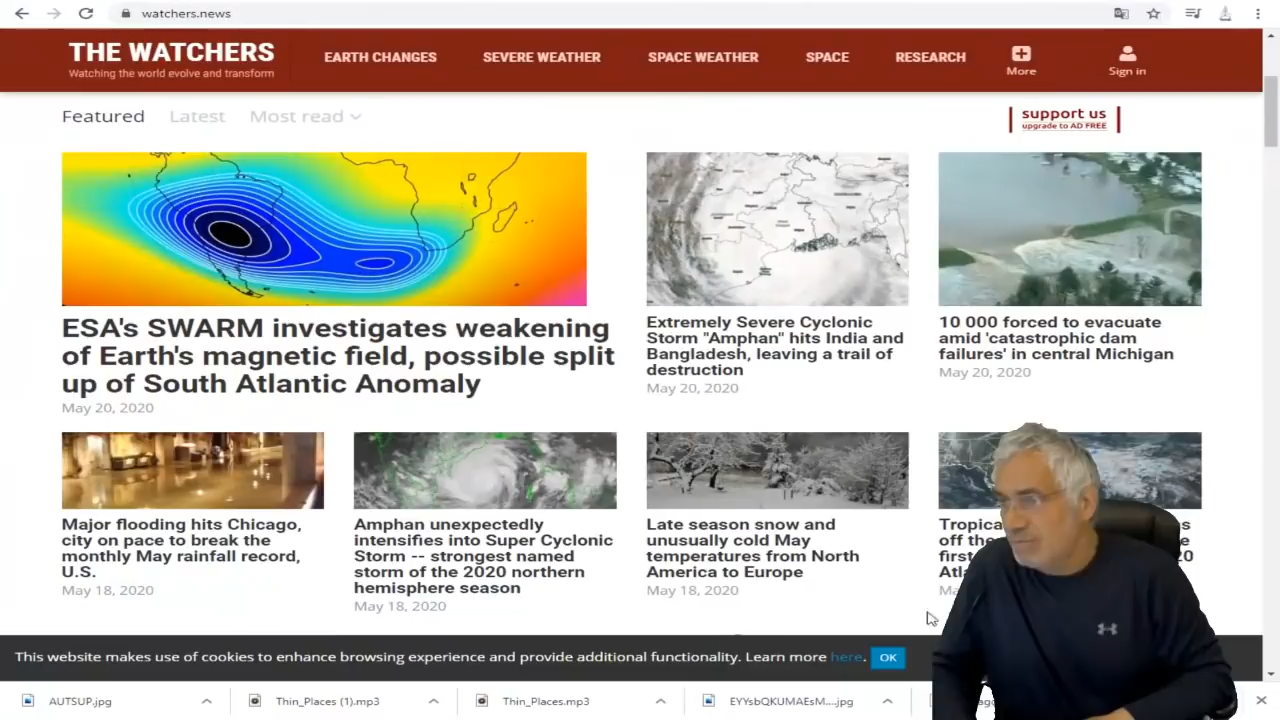 watchers.news
THE WATCHERS
Watching the world evolve and transform
EARTH CHANGES
SEVERE WEATHER
SPACE WEATHER
SPACE
RESEARCH
More
Sign in
Featured
Latest
Most read
support us
upgrade to AD FREE
ESA's SWARM investigates weakening
of Earth's magnetic field, possible split
up of South Atlantic Anomaly
May 20, 2020
Extremely Severe Cyclonic
Storm "Amphan" hits India and
Bangladesh, leaving a trail of
destruction
May 20, 2020
10 000 forced to evacuate
amid 'catastrophic dam
failures' in central Michigan
May 20, 2020
Major flooding hits Chicago,
city on pace to break the
monthly May rainfall record,
U.S.
May 18, 2020
Amphan unexpectedly
intensifies into Super Cyclonic
Storm -- strongest named
storm of the 2020 northern
hemisphere season
May 18, 2020
Late season snow and
unusually cold May
temperatures from North
America to Europe
May 18, 2020
off the
This website makes use of cookies to enhance browsing experience and provide additional functionality. Learn more here.
OK
AUTSUP.jpg
Thin_Places (1).mp3
Thin_Places.mp3
EYYsbQKUMAEsM....jpg